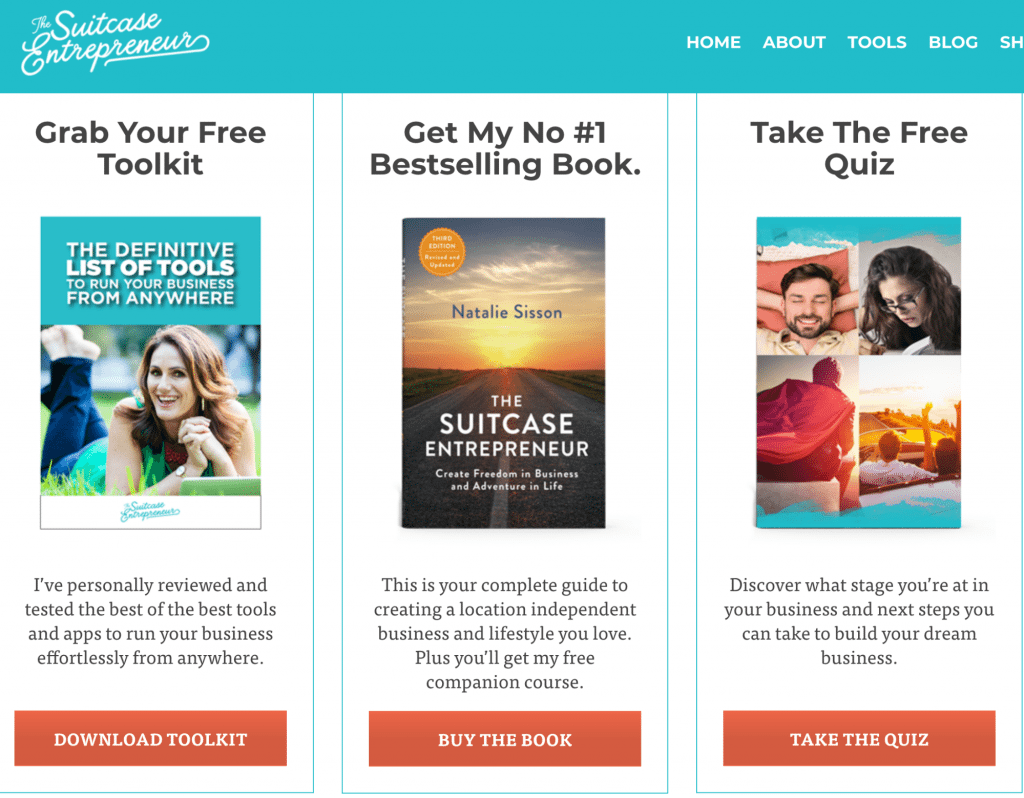 The Suitcase Entrepreneur
HOME ABOUT TOOLS BLOG SH
Grab Your Free
Toolkit
THE DEFINITIVE
LIST OF TOOLS
TO RUN YOUR BUSINESS
FROM ANYWHERE
The Suitcase
Entrepreneur
I’ve personally reviewed and
tested the best of the best tools
and apps to run your business
effortlessly from anywhere.
DOWNLOAD TOOLKIT
Get My No #1
Bestselling Book.
THIRD
EDITION
Revised and
Updated
Natalie Sisson
THE
SUITCASE
ENTREPRENEUR
Create Freedom in Business
and Adventure in Life
This is your complete guide to
creating a location independent
business and lifestyle you love.
Plus you’ll get my free
companion course.
BUY THE BOOK
Take The Free
Quiz
Discover what stage you’re at in
your business and next steps you
can take to build your dream
business.
TAKE THE QUIZ